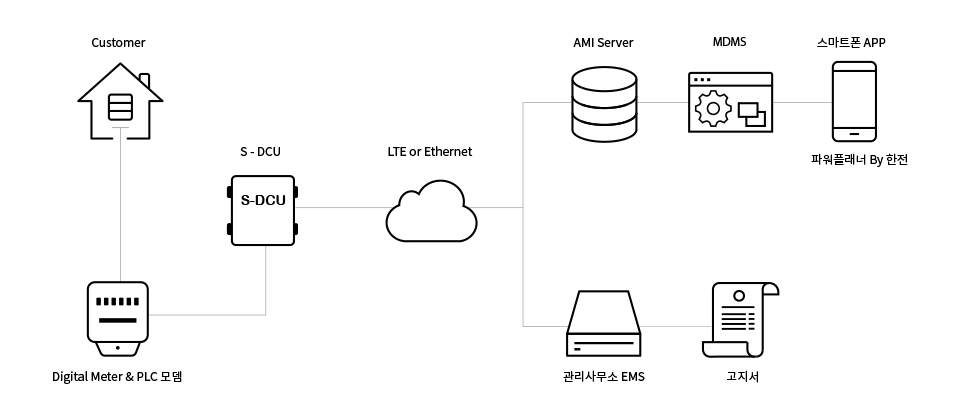 Customer
AMI Server
MDMS
스마트폰 APP
파워플래너 By 한전
S - DCU
S-DCU
LTE or Ethernet
Digital Meter & PLC 모뎀
관리사무소 EMS
고지서